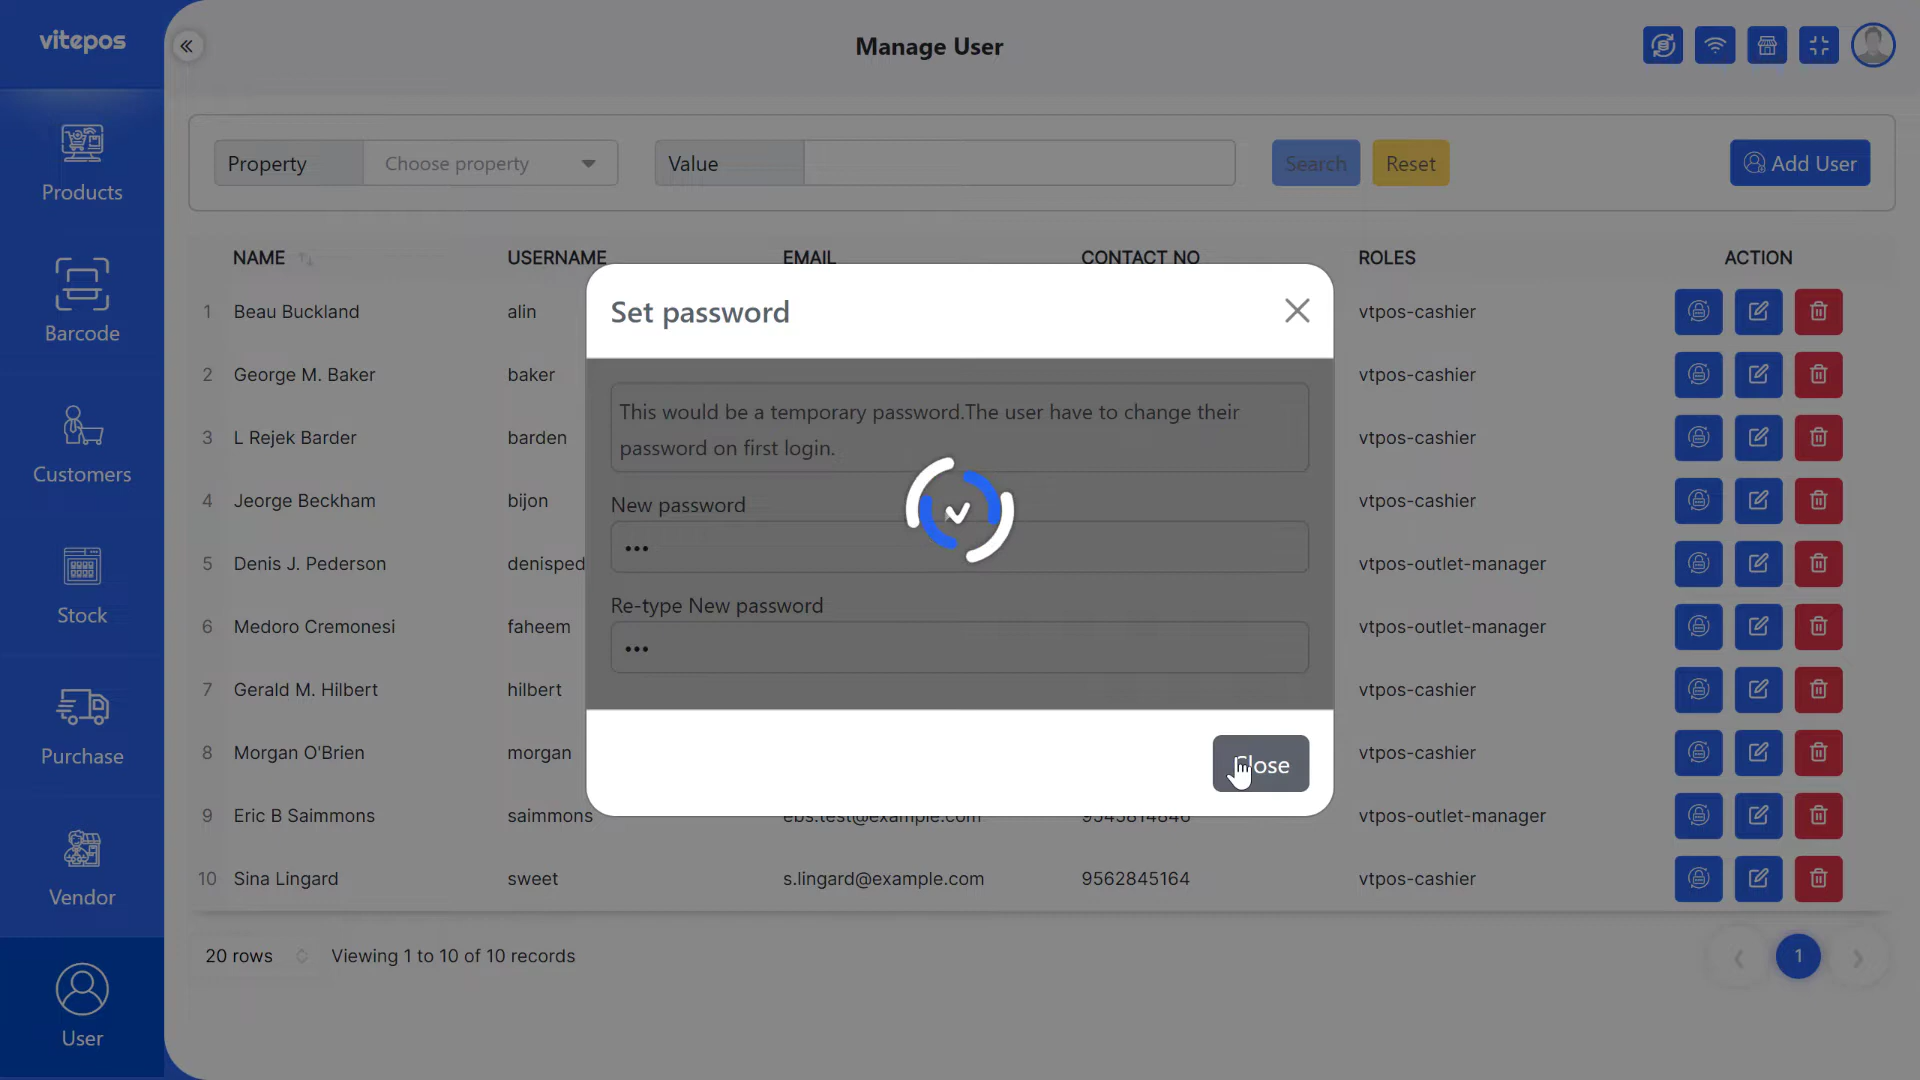 vitepos
Manage User
Products
Barcode
Customers
Stock
Purchase
Vendor
User
Property Choose property Value Search Reset Add User
NAME USERNAME EMAIL CONTACT NO ROLES ACTION
1 Beau Buckland alin vtpos-cashier
2 George M. Baker baker vtpos-cashier
3 L Rejek Barder barden vtpos-cashier
4 Jeorge Beckham bijon vtpos-cashier
5 Denis J. Pederson denisped vtpos-outlet-manager
6 Medoro Cremonesi faheem vtpos-outlet-manager
7 Gerald M. Hilbert hilbert vtpos-cashier
8 Morgan O'Brien morgan vtpos-cashier
9 Eric B Saimmons saimmons ebs.test@example.com vtpos-outlet-manager
10 Sina Lingard sweet s.lingard@example.com 9562845164 vtpos-cashier
20 rows Viewing 1 to 10 of 10 records 1
Set password
This would be a temporary password.The user have to change their
password on first login.
New password
•••
Re-type New password
•••
Close